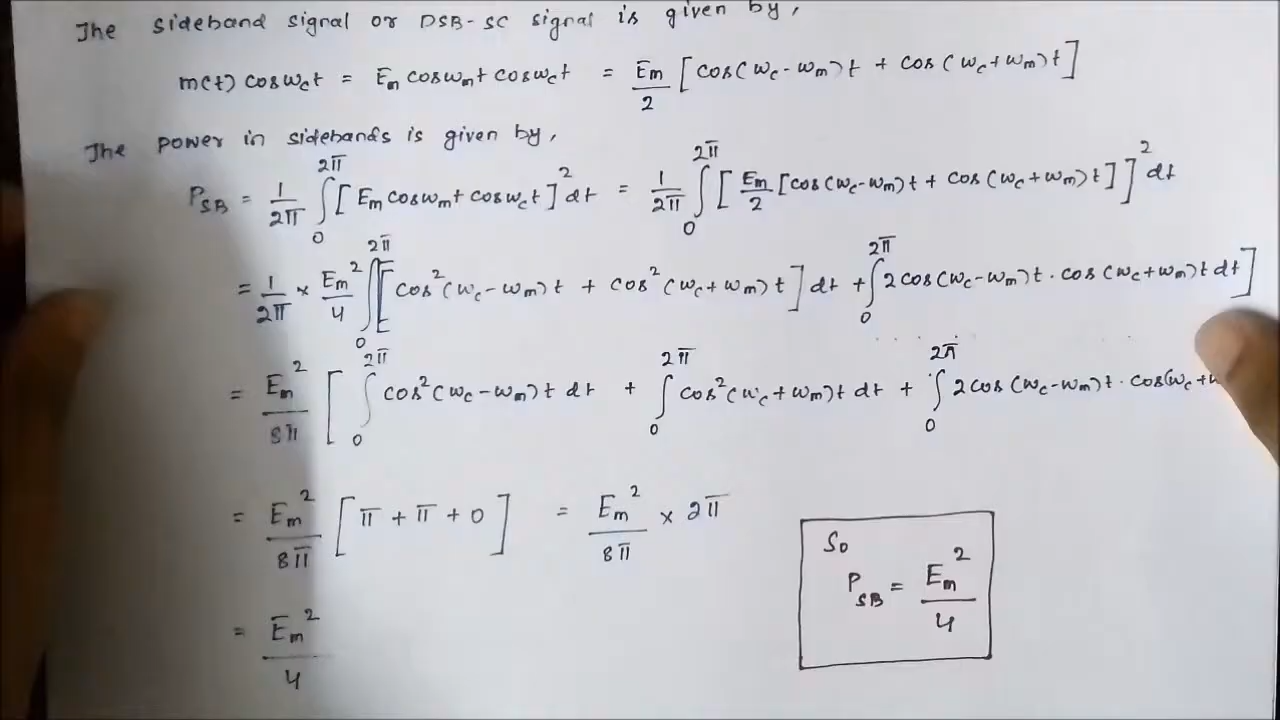 The sideband signal or DSB-SC signal is given by,
m(t) cosω_ct = E_m cosω_mt cosω_ct = E_m/2 [cos(ω_c-ω_m)t + cos(ω_c+ω_m)t]
The power in sidebands is given by,
P_SB = 1/2π ∫_0^2π [E_m cosω_mt cosω_ct]^2 dt = 1/2π ∫_0^2π [E_m/2 [cos(ω_c-ω_m)t + cos(ω_c+ω_m)t]]^2 dt
= 1/2π × E_m^2/4 ∫_0^2π [[cos^2(ω_c-ω_m)t + cos^2(ω_c+ω_m)t] dt + ∫_0^2π 2cos(ω_c-ω_m)t · cos(ω_c+ω_m)t dt]
= E_m^2/8π [∫_0^2π cos^2(ω_c-ω_m)t dt + ∫_0^2π cos^2(ω_c+ω_m)t dt + ∫_0^2π 2cos(ω_c-ω_m)t · cos(ω_c+
= E_m^2/8π [π + π + 0] = E_m^2/8π × 2π
= E_m^2/4
So
P_SB = E_m^2/4